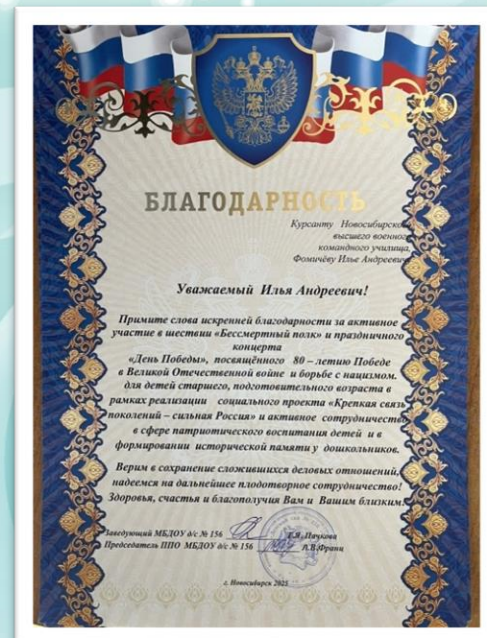 БЛАГОДАРНОСТЬ
Курсанту Новосибирского
высшего военного
командного училища,
Фомичёву Илье Андреевичу
Уважаемый Илья Андреевич!
Примите слова искренней благодарности за активное
участие в шествии «Бессмертный полк» и праздничного
концерта
«День Победы», посвящённого 80 – летию Победе
в Великой Отечественной войне и борьбе с нацизмом.
для детей старшего, подготовительного возраста в
рамках реализации социального проекта «Крепкая связь
поколений – сильная Россия» и активное сотрудничество
в сфере патриотического воспитания детей и в
формировании исторической памяти у дошкольников.
Верим в сохранение сложившихся деловых отношений,
надеемся на дальнейшее плодотворное сотрудничество!
Здоровья, счастья и благополучия Вам и Вашим близким!
Заведующий МБДОУ д/с № 156 Пачкова
Председатель ППО МБДОУ д/с № 156 А.В.Франц
г. Новосибирск 2025